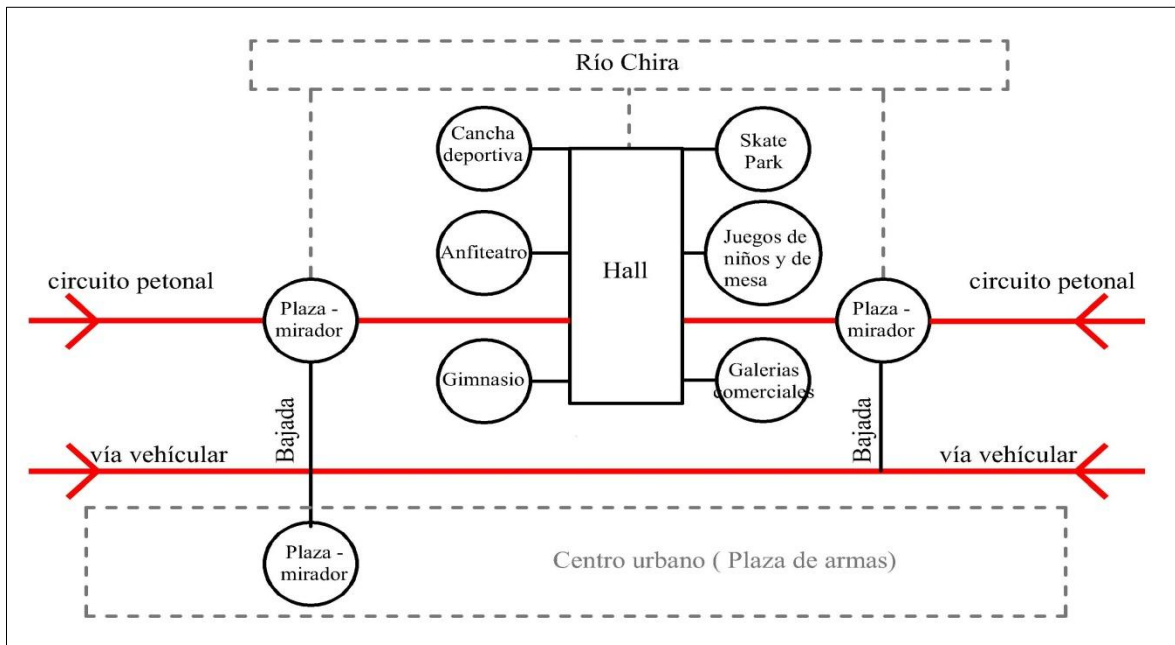 Río Chira
Cancha
deportiva
Skate
Park
Anfiteatro
Hall
Juegos de
niños y de
mesa
circuito petonal
Plaza -
mirador
Plaza -
mirador
circuito petonal
Gimnasio
Galerias
comerciales
Bajada
Bajada
vía vehícular
vía vehícular
Plaza -
mirador
Centro urbano ( Plaza de armas)